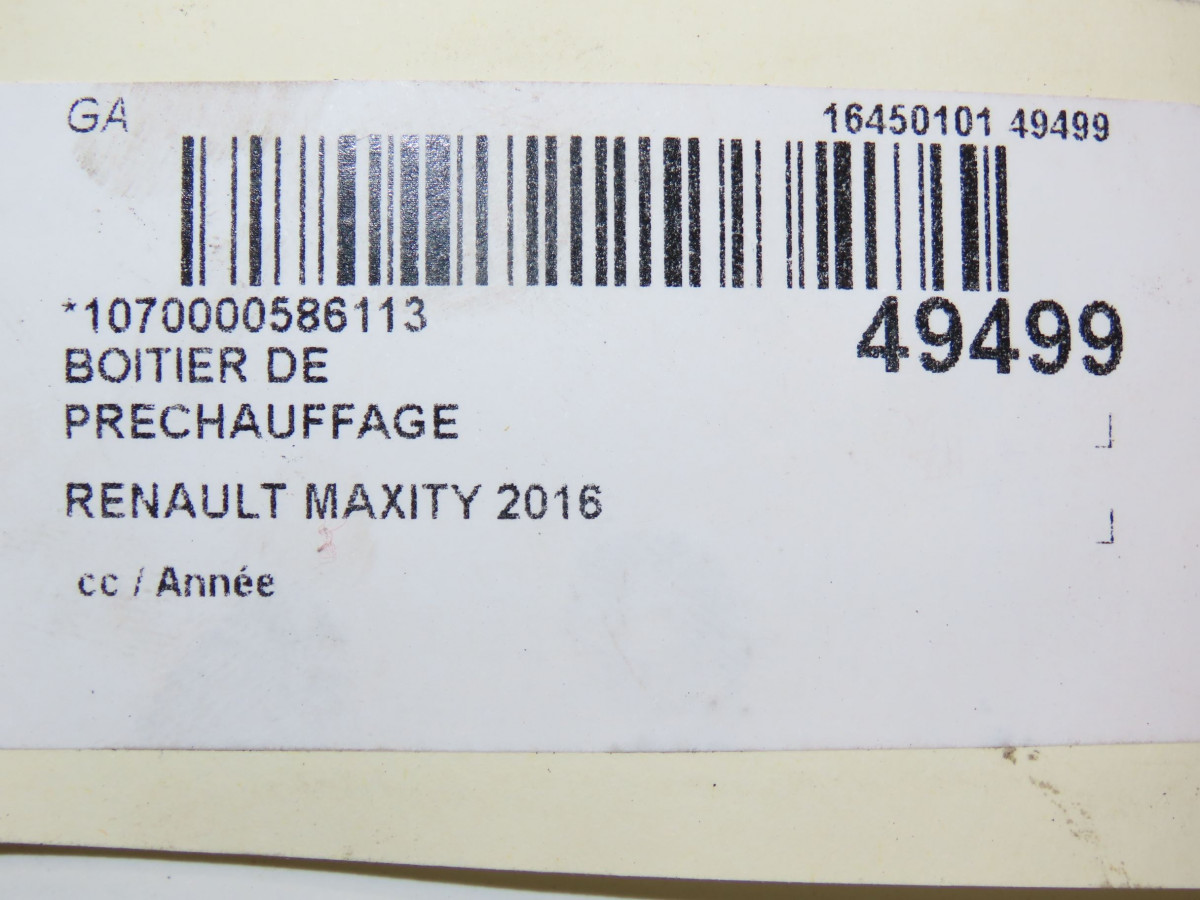 GA
16450101 49499
*1070000586113
49499
BOITIER DE
PRECHAUFFAGE
RENAULT MAXITY 2016
cc / Année